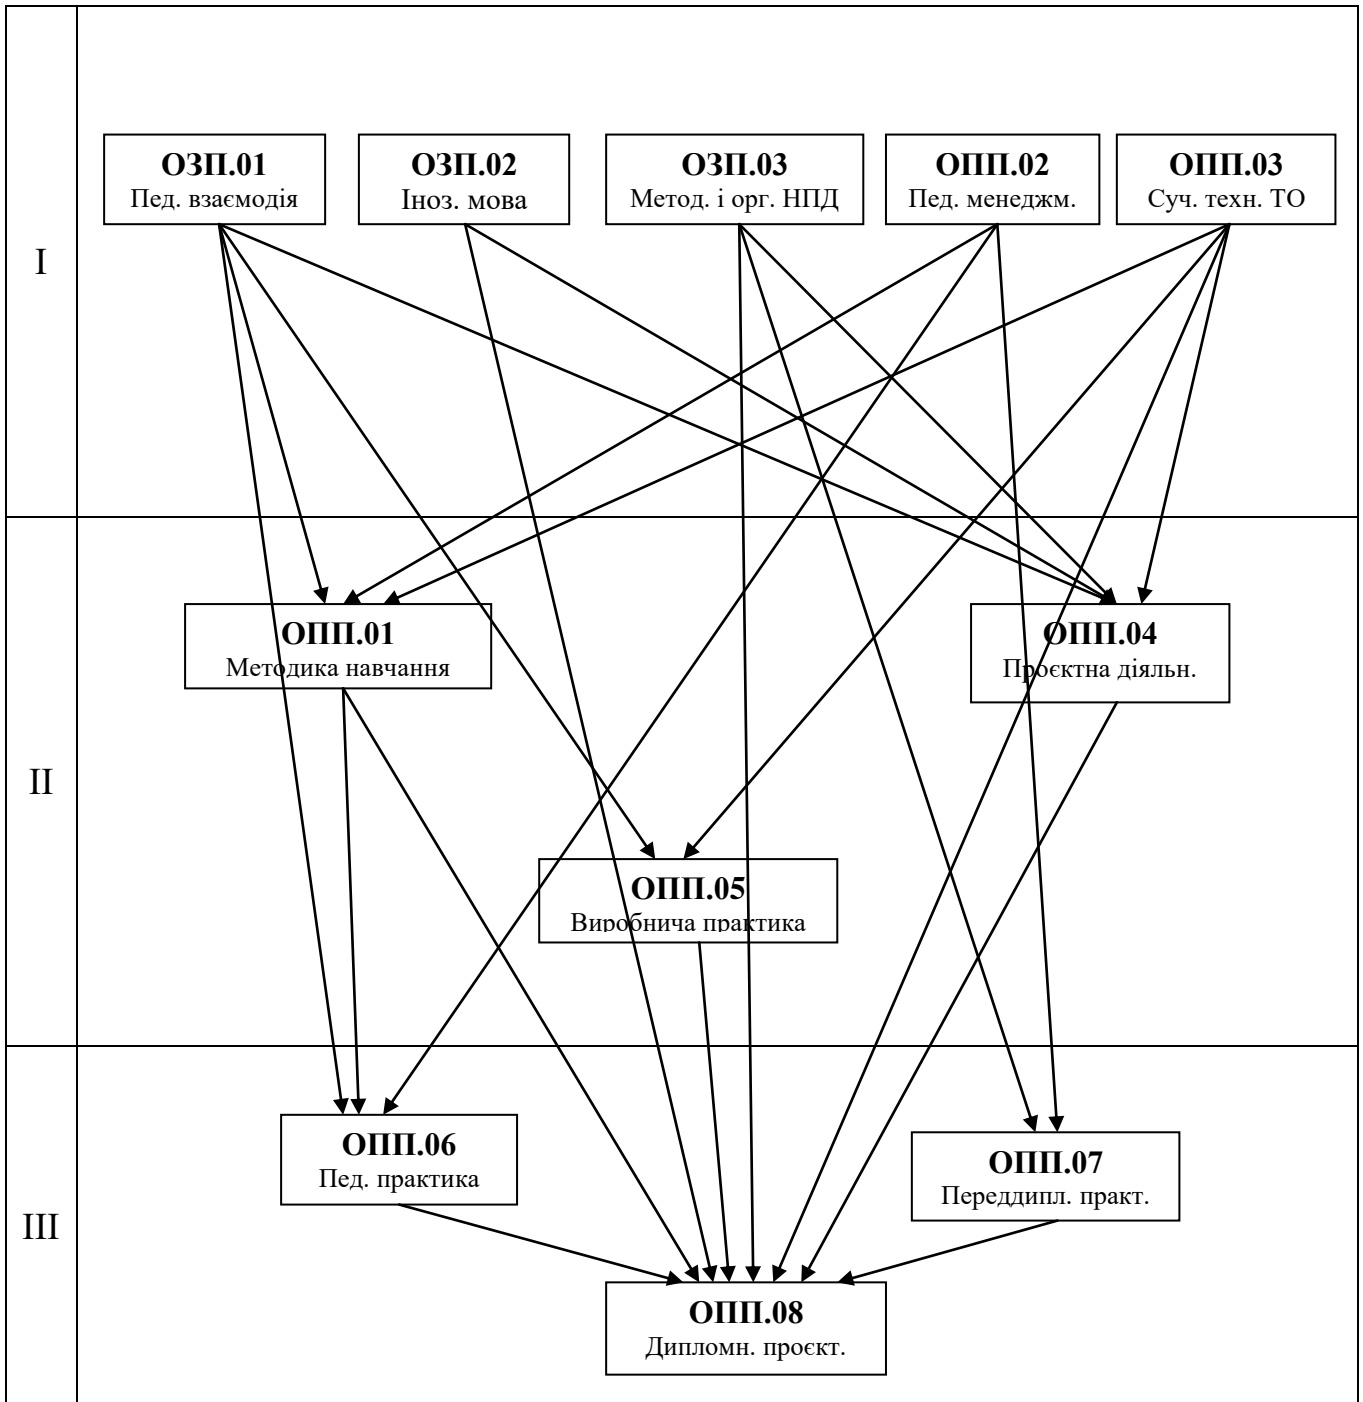 ОЗП.01
Пед. взаємодія
ОЗП.02
Іноз. мова
ОЗП.03
Метод. і орг. НПД
ОПП.02
Пед. менеджм.
ОПП.03
Суч. техн. ТО
I
ОПП.01
Методика навчання
ОПП.04
Проєктна діяльн.
II
ОПП.05
Виробнича практика
ОПП.06
Пед. практика
ОПП.07
Переддипл. практ.
III
ОПП.08
Дипломн. проєкт.